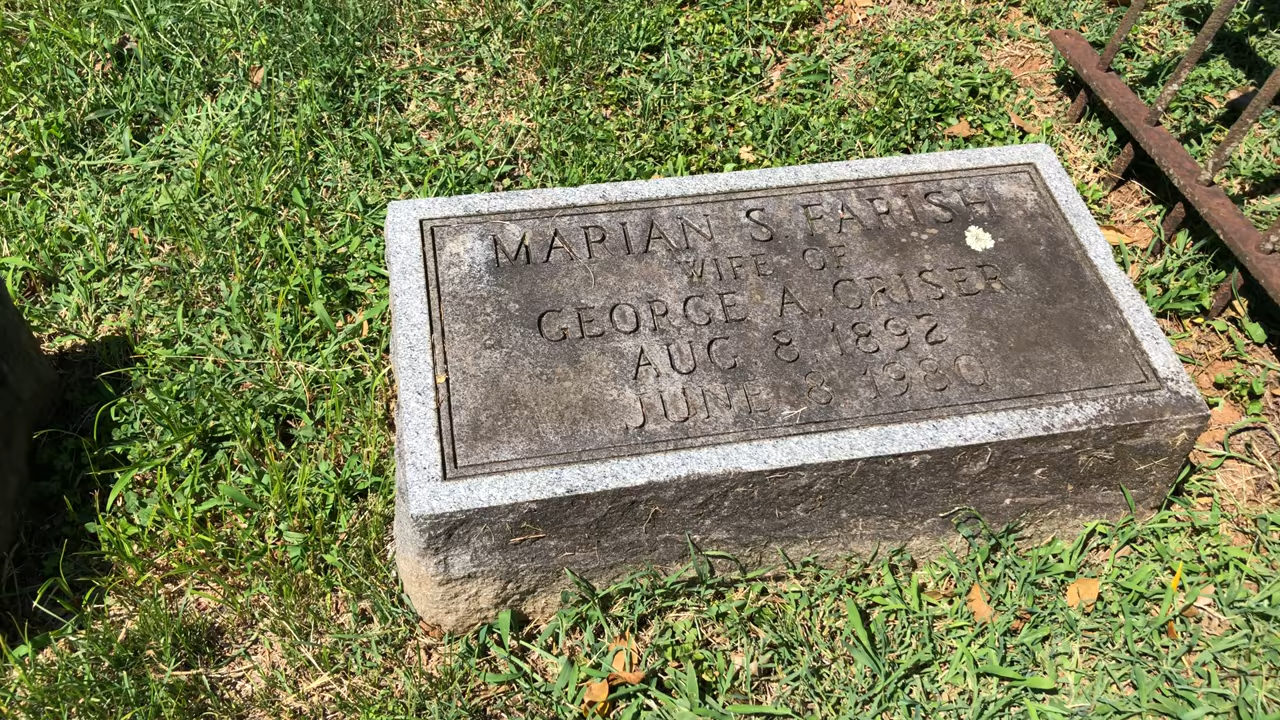 MARIAN S FARISH
WIFE OF
GEORGE A. CRISER
AUG 8 1892
JUNE 8 1980